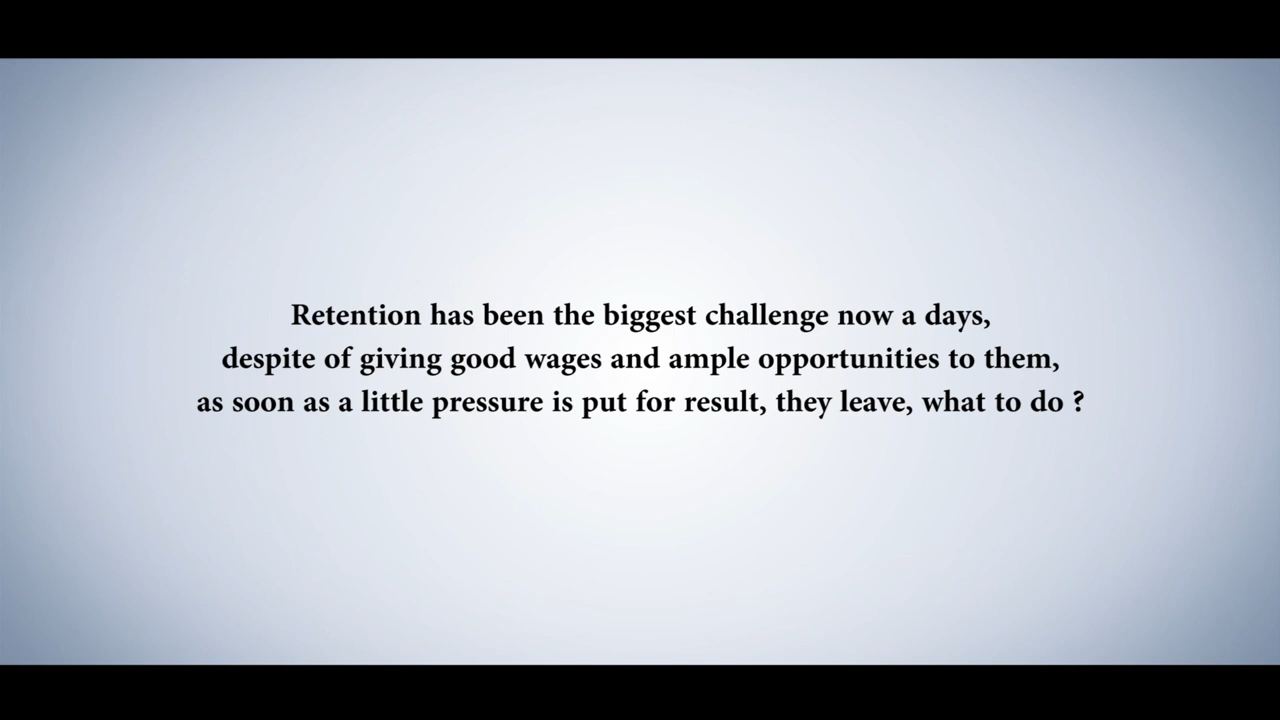 Retention has been the biggest challenge now a days,
despite of giving good wages and ample opportunities to them,
as soon as a little pressure is put for result, they leave, what to do ?